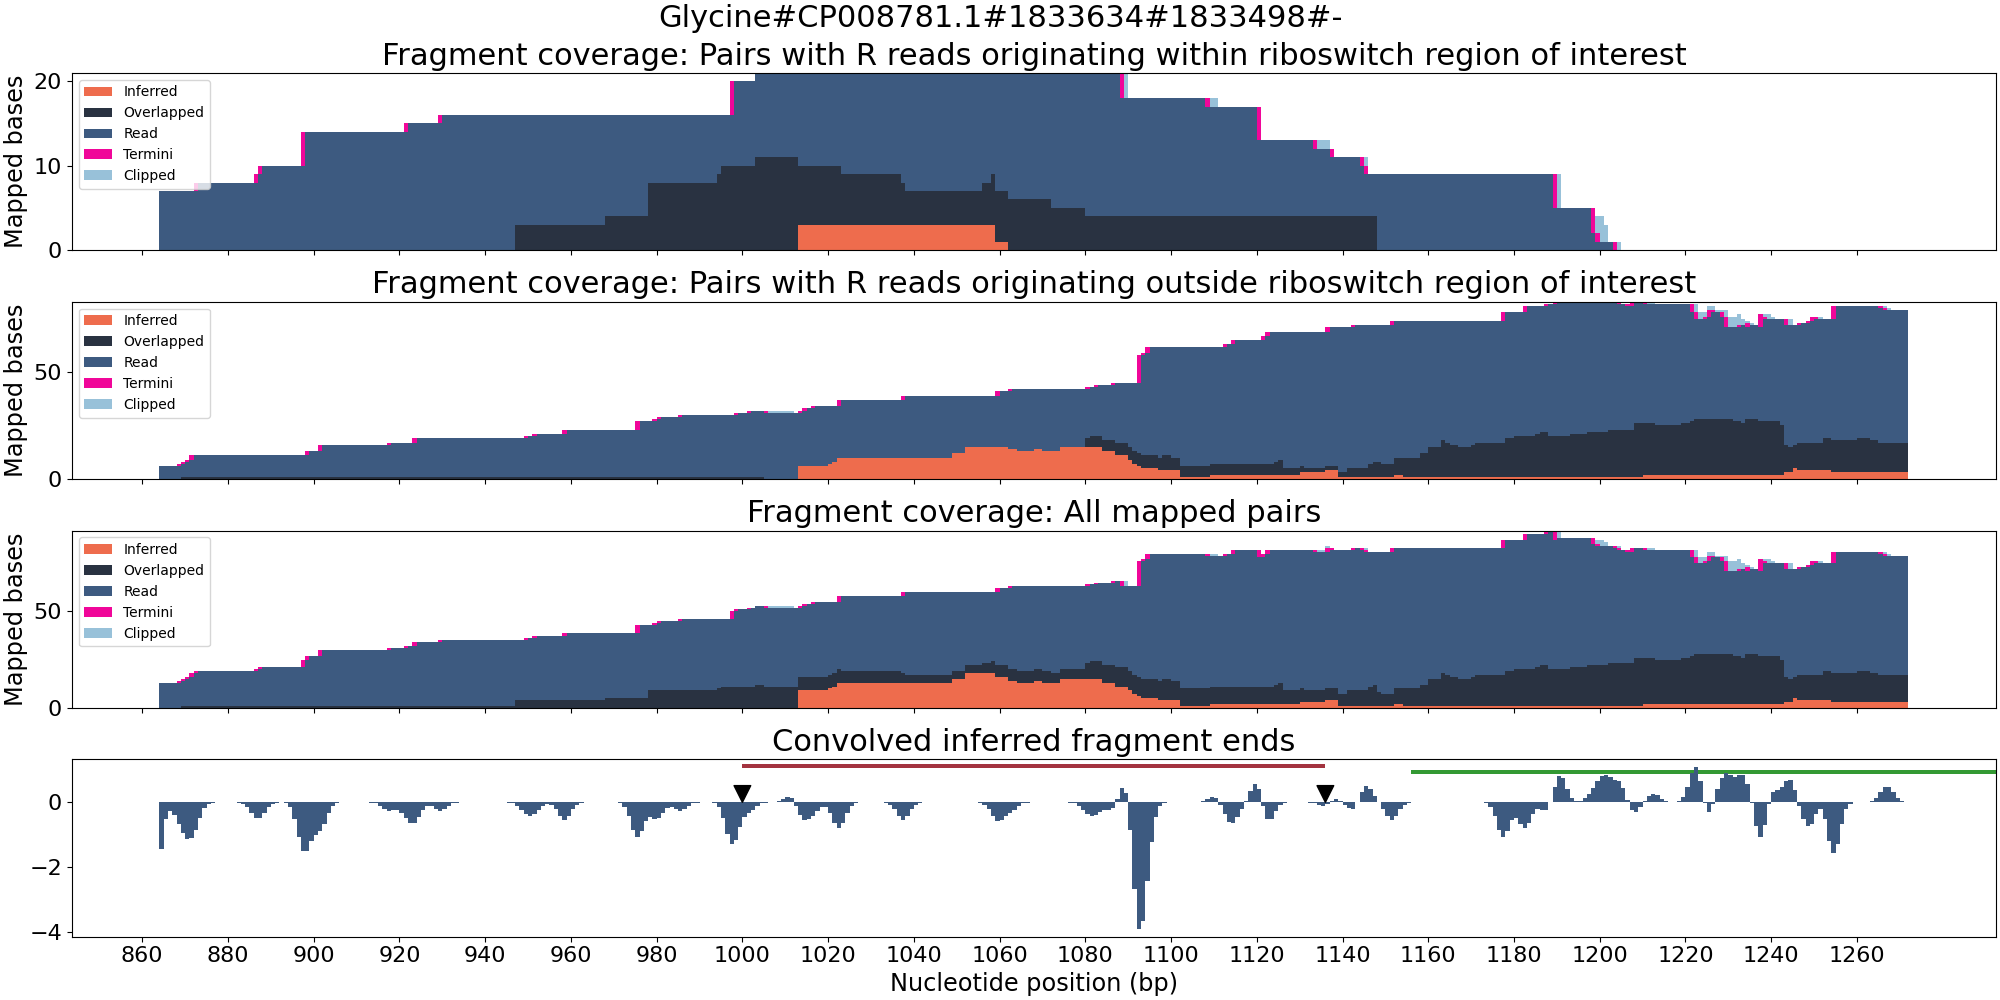 Glycine#CP008781.1#1833634#1833498#-
Fragment coverage: Pairs with R reads originating within riboswitch region of interest
Mapped bases
20
10
0
Inferred
Overlapped
Read
Termini
Clipped
Fragment coverage: Pairs with R reads originating outside riboswitch region of interest
Mapped bases
50
0
Inferred
Overlapped
Read
Termini
Clipped
Fragment coverage: All mapped pairs
Mapped bases
50
0
Inferred
Overlapped
Read
Termini
Clipped
Convolved inferred fragment ends
0
−2
−4
860 880 900 920 940 960 980 1000 1020 1040 1060 1080 1100 1120 1140 1160 1180 1200 1220 1240 1260
Nucleotide position (bp)